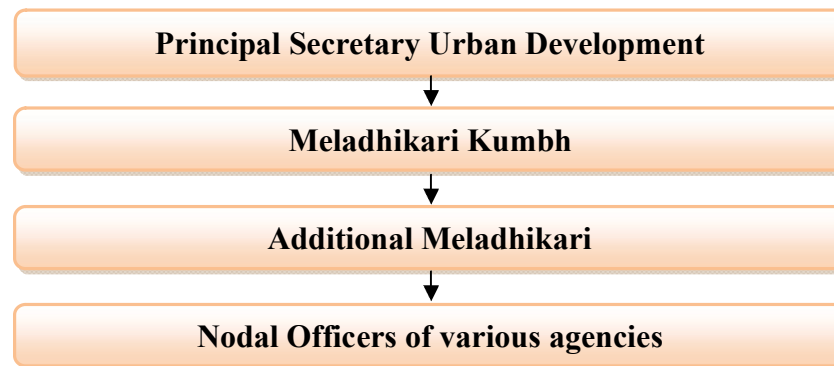 Principal Secretary Urban Development
Meladhikari Kumbh
Additional Meladhikari
Nodal Officers of various agencies